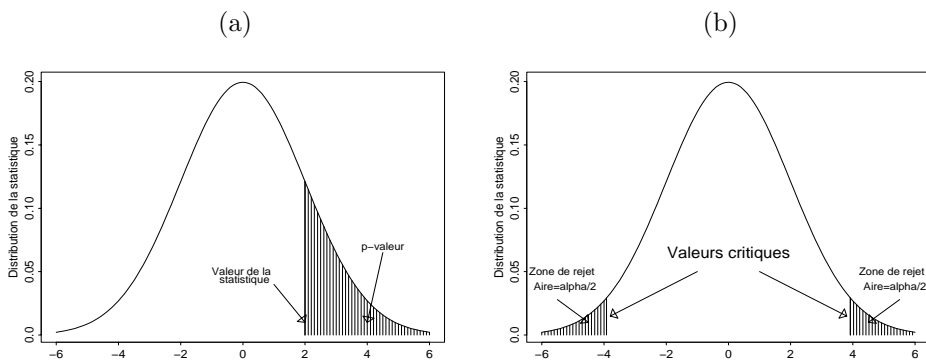 (a)
Distribution de la statistique
0.20
0.15
0.10
0.05
0.0
Valeur de la
statistique
p−valeur
−6 −4 −2 0 2 4 6
(b)
Distribution de la statistique
0.20
0.15
0.10
0.05
0.0
Valeurs critiques
Zone de rejet
Aire=alpha/2
Zone de rejet
Aire=alpha/2
−6 −4 −2 0 2 4 6